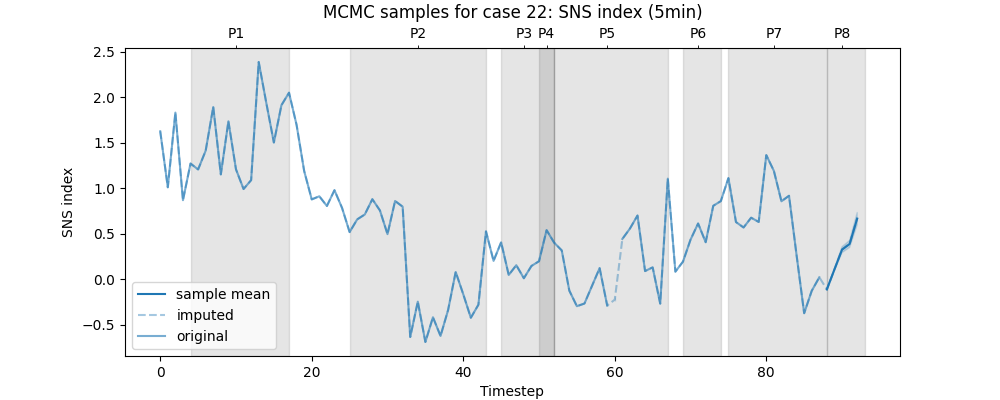 MCMC samples for case 22: SNS index (5min)
P1 P2 P3 P4 P5 P6 P7 P8
2.5
2.0
1.5
1.0
0.5
0.0
−0.5
SNS index
sample mean
imputed
original
0 20 40 60 80
Timestep